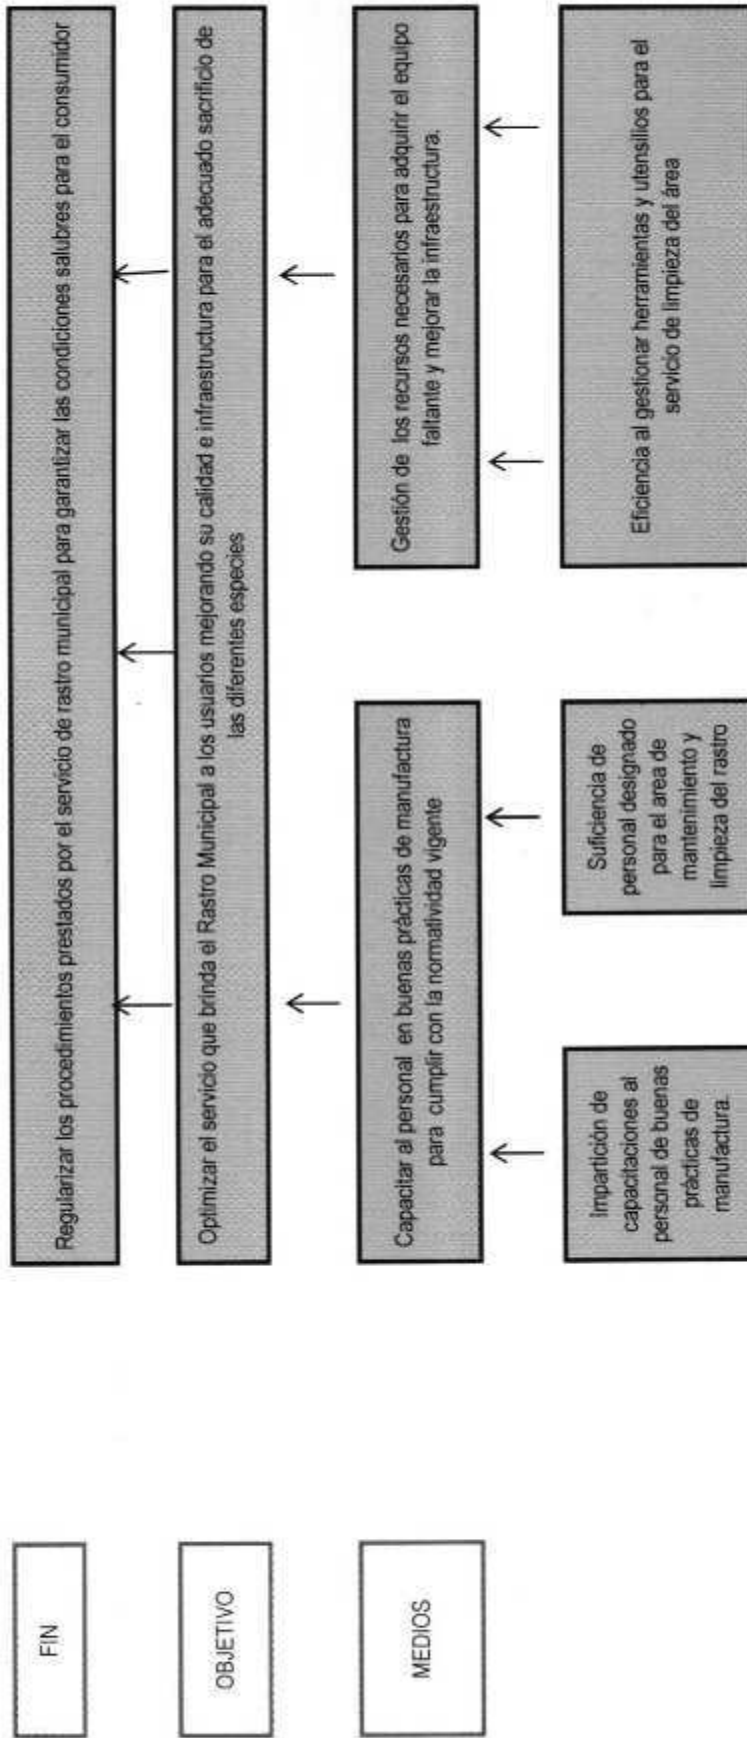 FIN
Regularizar los procedimientos prestados por el servicio de rastro municipal para garantizar las condiciones salubres para el consumidor
OBJETIVO
Optimizar el servicio que brinda el Rastro Municipal a los usuarios mejorando su calidad e infraestructura para el adecuado sacrificio de
las diferentes especies
MEDIOS
Capacitar al personal en buenas prácticas de manufactura
para cumplir con la normatividad vigente
Gestión de los recursos necesarios para adquirir el equipo
faltante y mejorar la infraestructura.
Impartición de
capacitaciones al
personal de buenas
prácticas de
manufactura.
Suficiencia de
personal designado
para el area de
mantenimiento y
limpieza del rastro
Eficiencia al gestionar herramientas y utensilios para el
servicio de limpieza del área